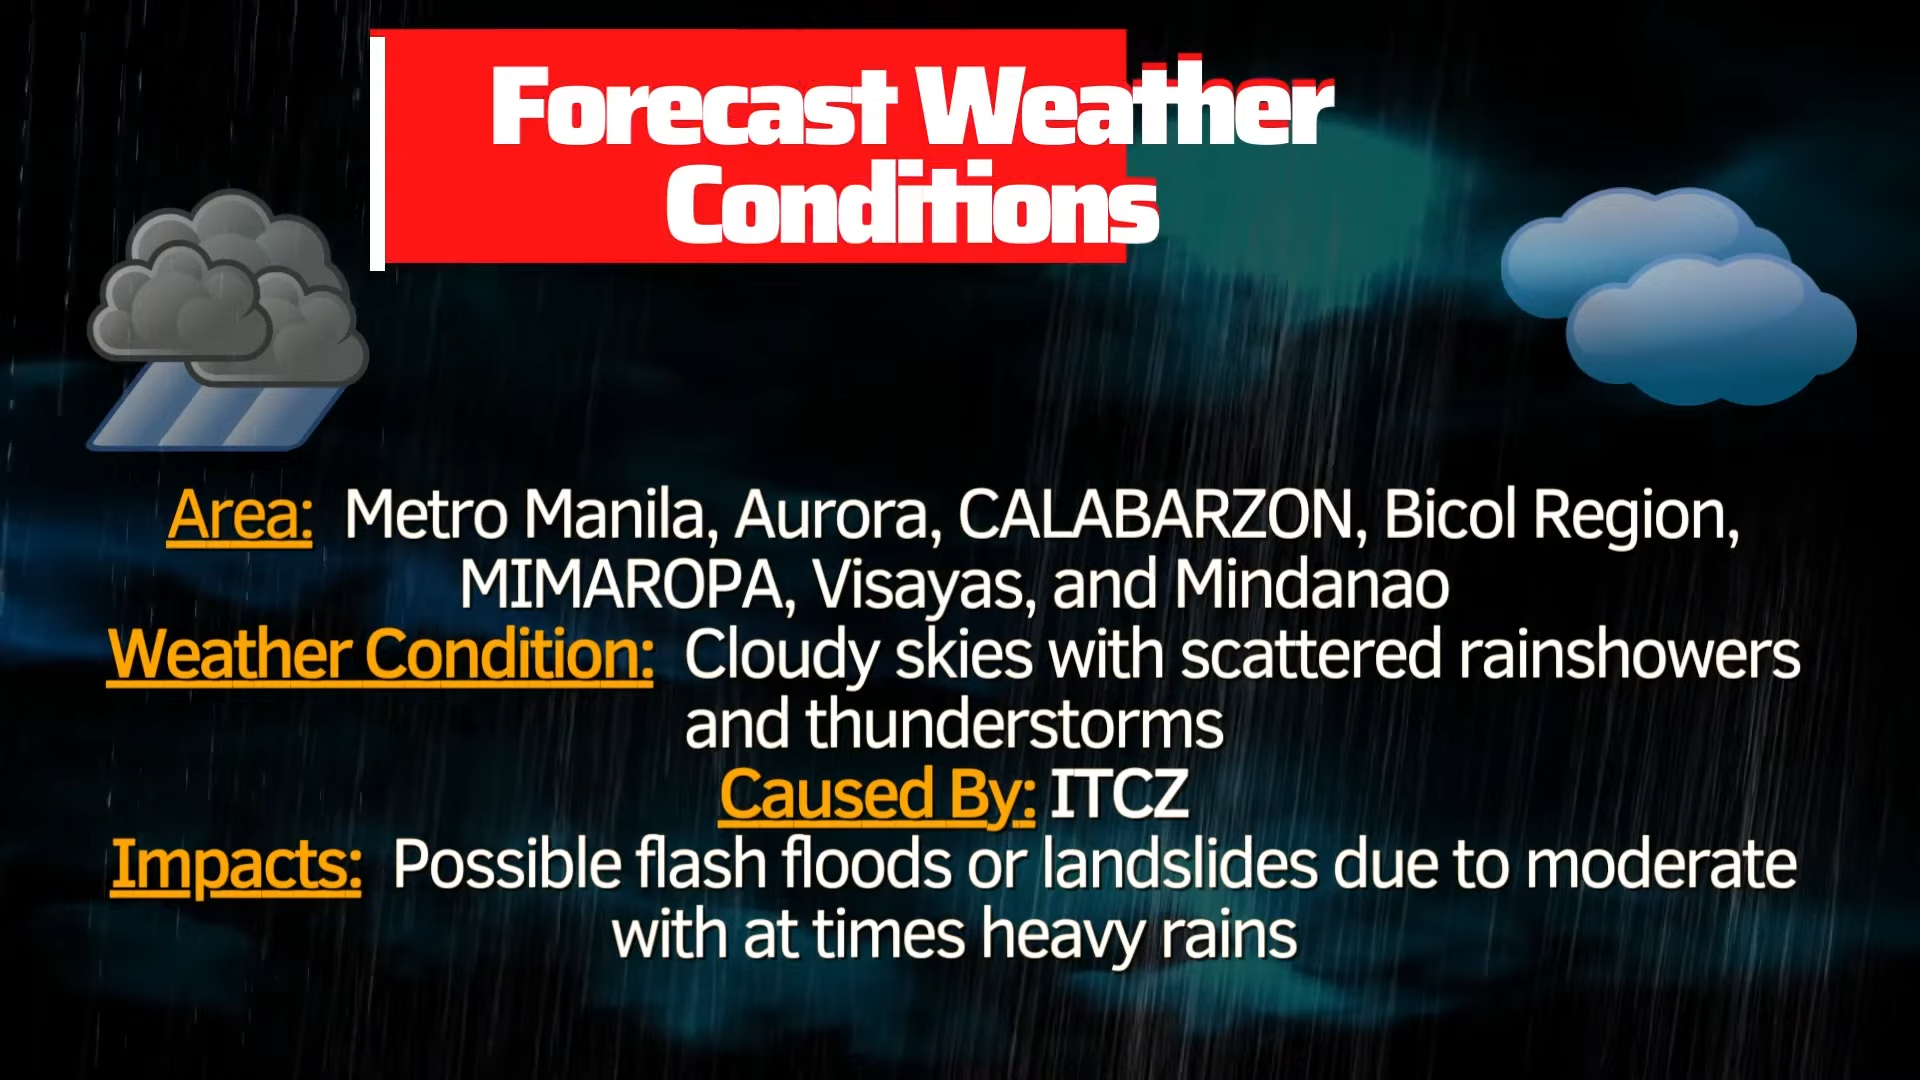 Forecast Weather
Conditions
Area: Metro Manila, Aurora, CALABARZON, Bicol Region,
MIMAROPA, Visayas, and Mindanao
Weather Condition: Cloudy skies with scattered rainshowers
and thunderstorms
Caused By: ITCZ
Impacts: Possible flash floods or landslides due to moderate
with at times heavy rains